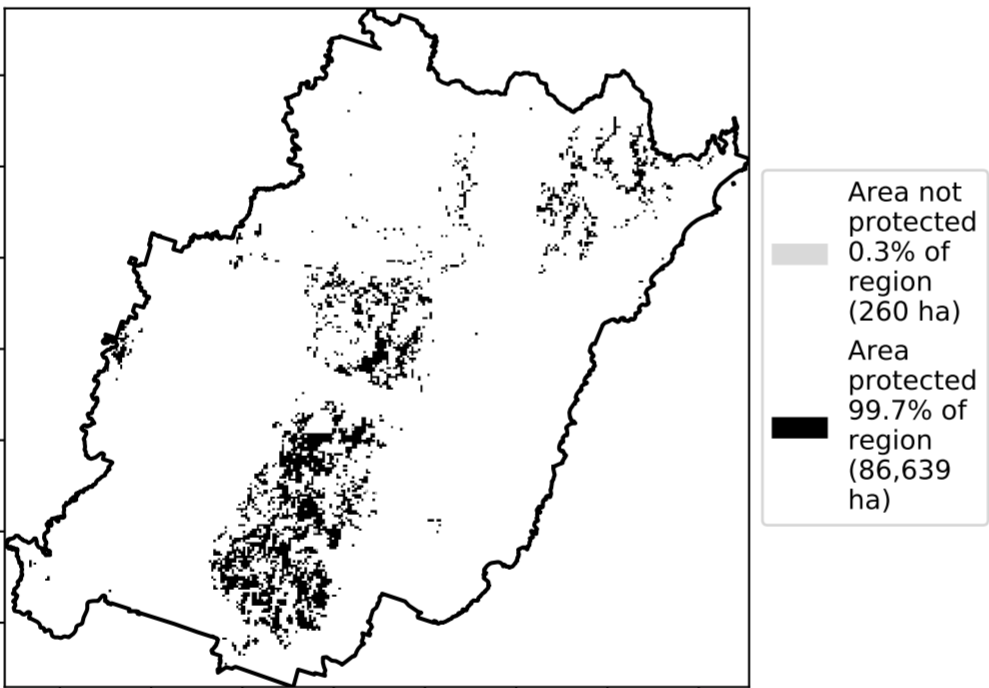 Area not
protected
0.3% of
region
(260 ha)
Area
protected
99.7% of
region
(86,639
ha)